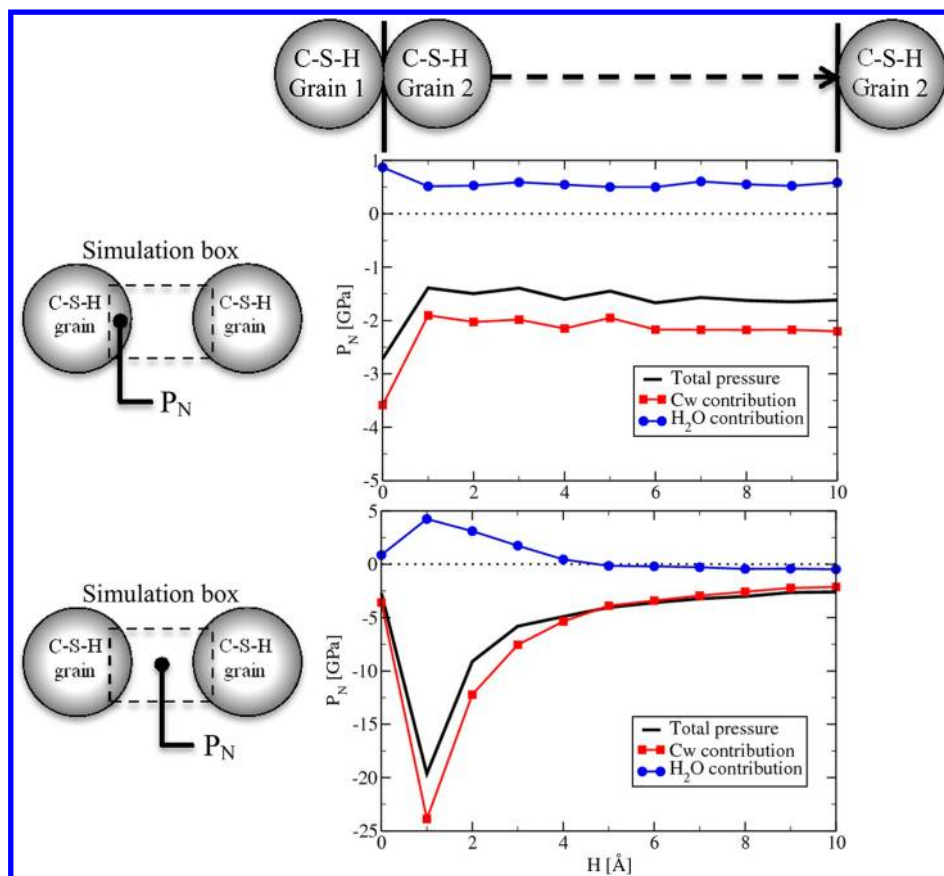 C-S-H
Grain 1
C-S-H
Grain 2
C-S-H
Grain 2
Simulation box
C-S-H
grain
C-S-H
grain
P_N
1
0
-1
-2
-3
-4
-5
P_N [GPa]
Total pressure
Cw contribution
H₂O contribution
0 2 4 6 8 10
Simulation box
C-S-H
grain
C-S-H
grain
P_N
5
0
-5
-10
-15
-20
-25
P_N [GPa]
Total pressure
Cw contribution
H₂O contribution
0 2 4 6 8 10
H [Å]